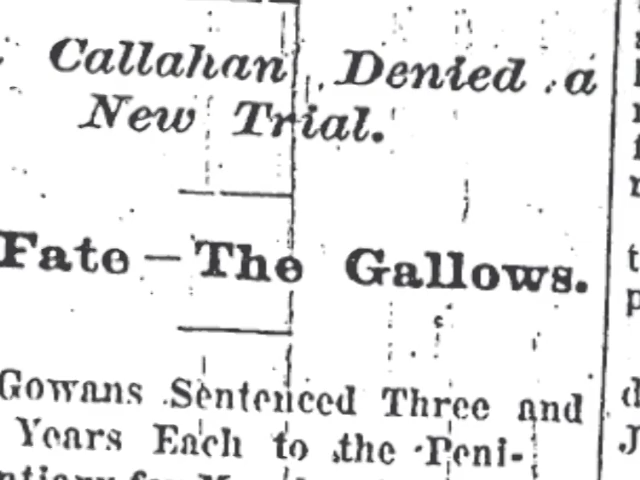 Callahan Denied a
New Trial.
Fate — The Gallows.
Gowans Sentenced Three and
Years Each to the Peni-